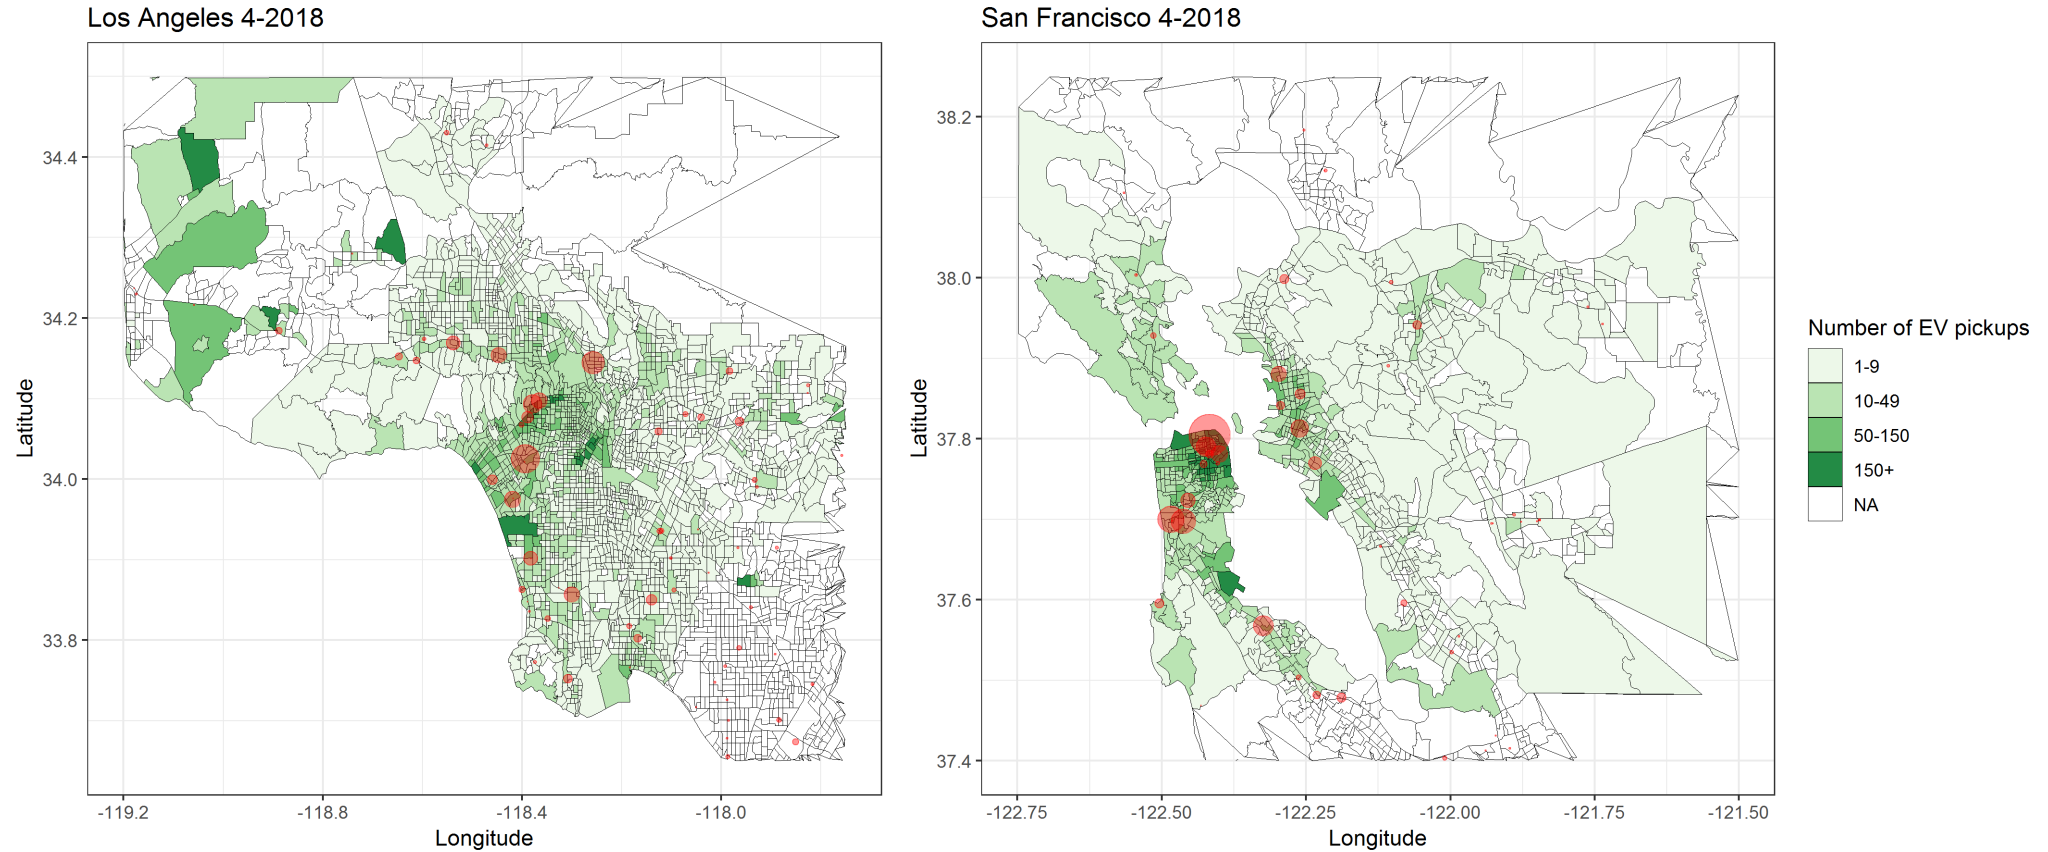 Los Angeles 4-2018
San Francisco 4-2018
34.4
34.2
34.0
33.8
Latitude
-119.2
-118.8
-118.4
-118.0
Longitude
38.2
38.0
37.8
37.6
37.4
Latitude
-122.75
-122.50
-122.25
-122.00
-121.75
-121.50
Longitude
Number of EV pickups
1-9
10-49
50-150
150+
NA